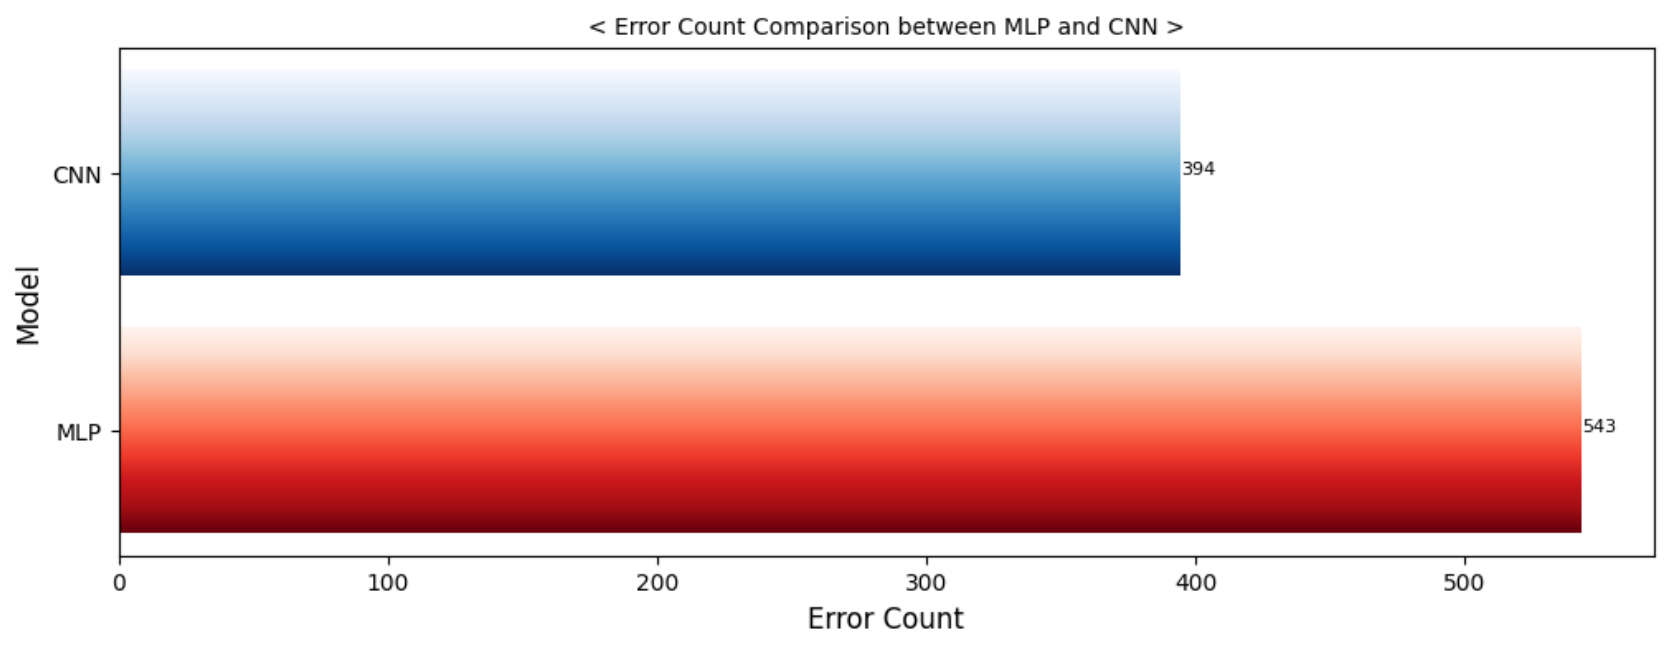 < Error Count Comparison between MLP and CNN >
CNN
394
Model
MLP
543
0 100 200 300 400 500
Error Count